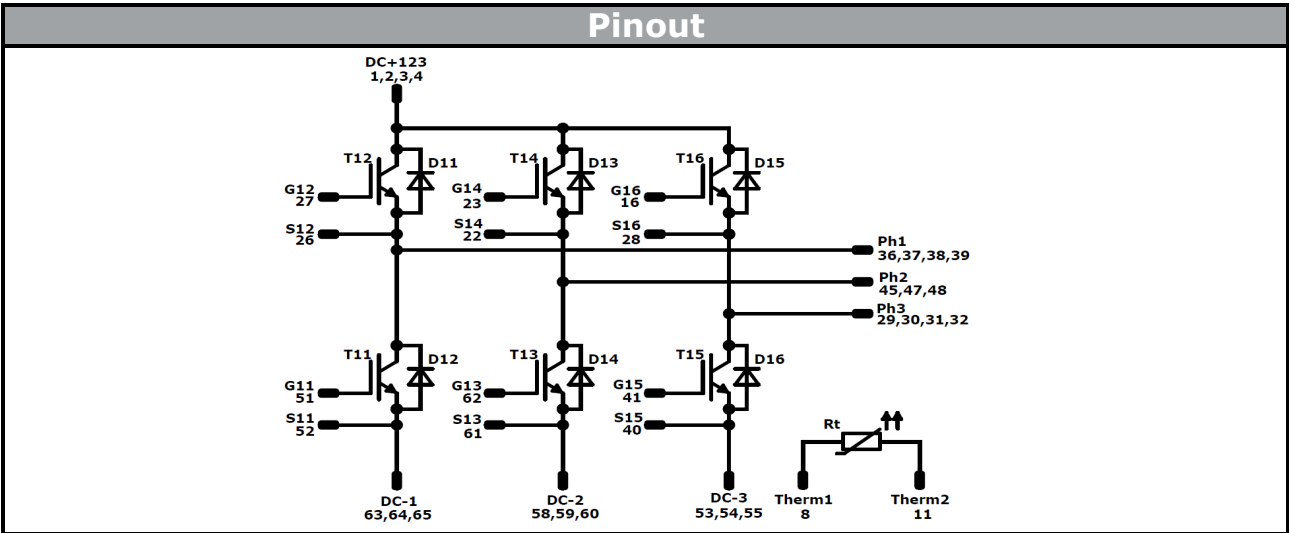 Pinout
DC+123
1,2,3,4
T12
D11
T14
D13
T16
D15
G12
27
G14
23
G16
16
S12
26
S14
22
S16
28
Ph1
36,37,38,39
Ph2
45,47,48
Ph3
29,30,31,32
T11
D12
T13
D14
T15
D16
G11
51
G13
62
G15
41
S11
52
S13
61
S15
40
Rt
DC-1
63,64,65
DC-2
58,59,60
DC-3
53,54,55
Therm1
8
Therm2
11